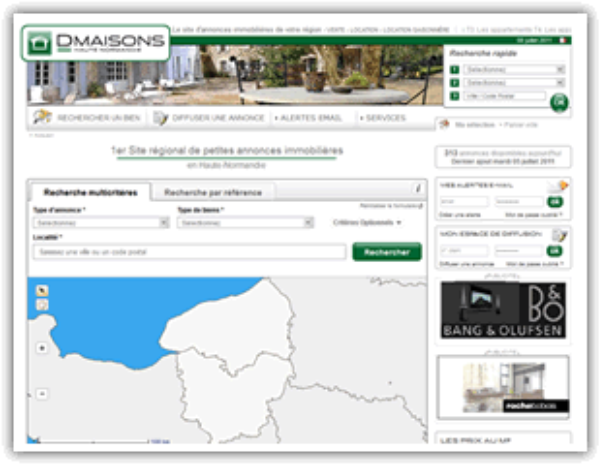 DMAISONS
HAUTE-NORMANDIE
Le site d'annonces immobilières de votre région - VENTE - LOCATION - LOCATION SAISONNIÈRE
05 juillet 2011
Recherche rapide
1 Sélectionnez
2 Sélectionnez
3 Ville / Code Postal
OK
RECHERCHER UN BIEN
DIFFUSER UNE ANNONCE
ALERTES EMAIL
SERVICES
Ma sélection
1er Site régional de petites annonces immobilières
en Haute-Normandie
313 annonces disponibles aujourd'hui
Dernier ajout mardi 05 juillet 2011
Recherche multicritères
Recherche par référence
i
Réinitialiser le formulaire
Type d'annonce *
Type de biens *
Sélectionnez
Sélectionnez
Critères Optionnels
Localité *
Saisissez une ville ou un code postal
Rechercher
MES ALERTES E-MAIL
OK
Créer une alerte
Mot de passe oublié ?
MON ESPACE DE DIFFUSION
OK
Diffuser une annonce
Mot de passe oublié ?
PUBLICITÉ
B&O
BANG & OLUFSEN
PUBLICITÉ
rochebobois
LES PRIX AU M²
100 km